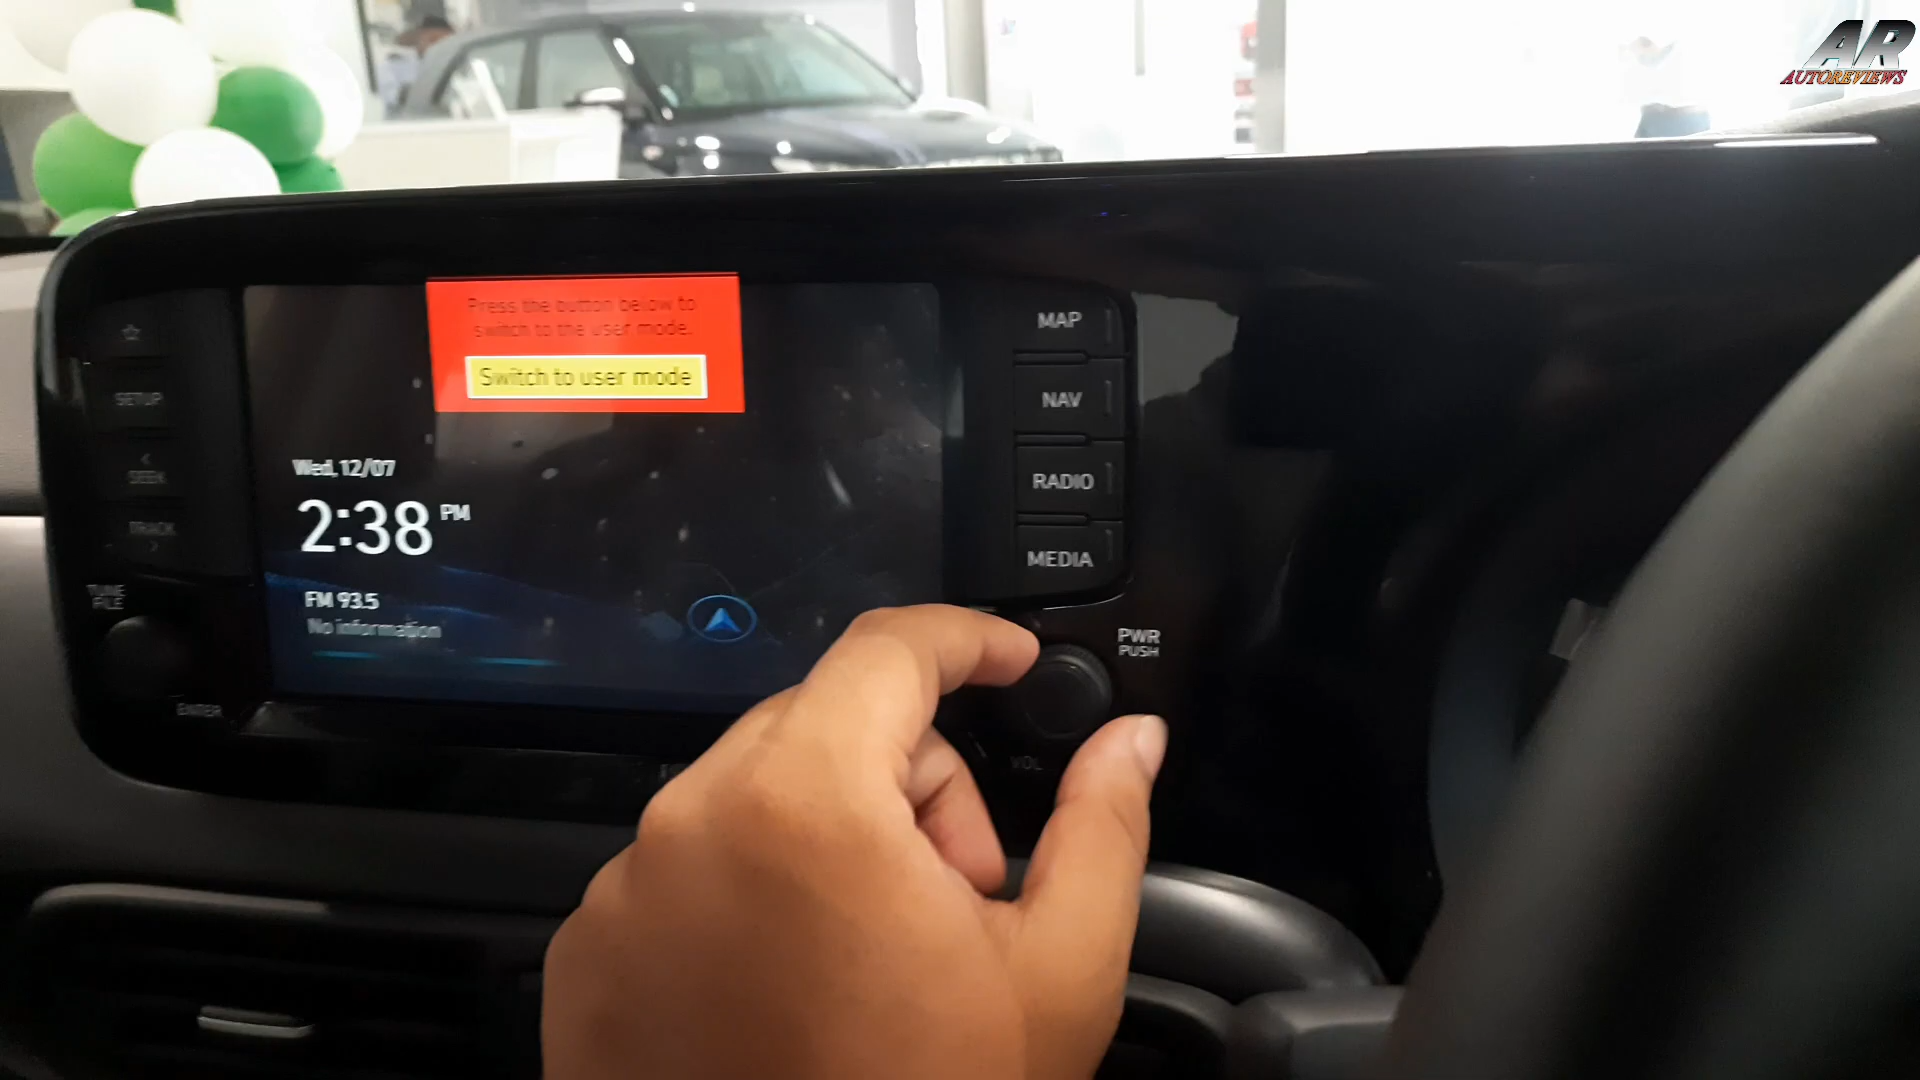 AR
AUTOREVIEWS
Press the button below to
switch to the user mode.
Switch to user mode
MAP
NAV
RADIO
MEDIA
SETUP
<
SEEK
TRACK
>
TUNE
FILE
ENTER
Wed, 12/07
2:38 PM
FM 93.5
No information
PWR
PUSH
VOL